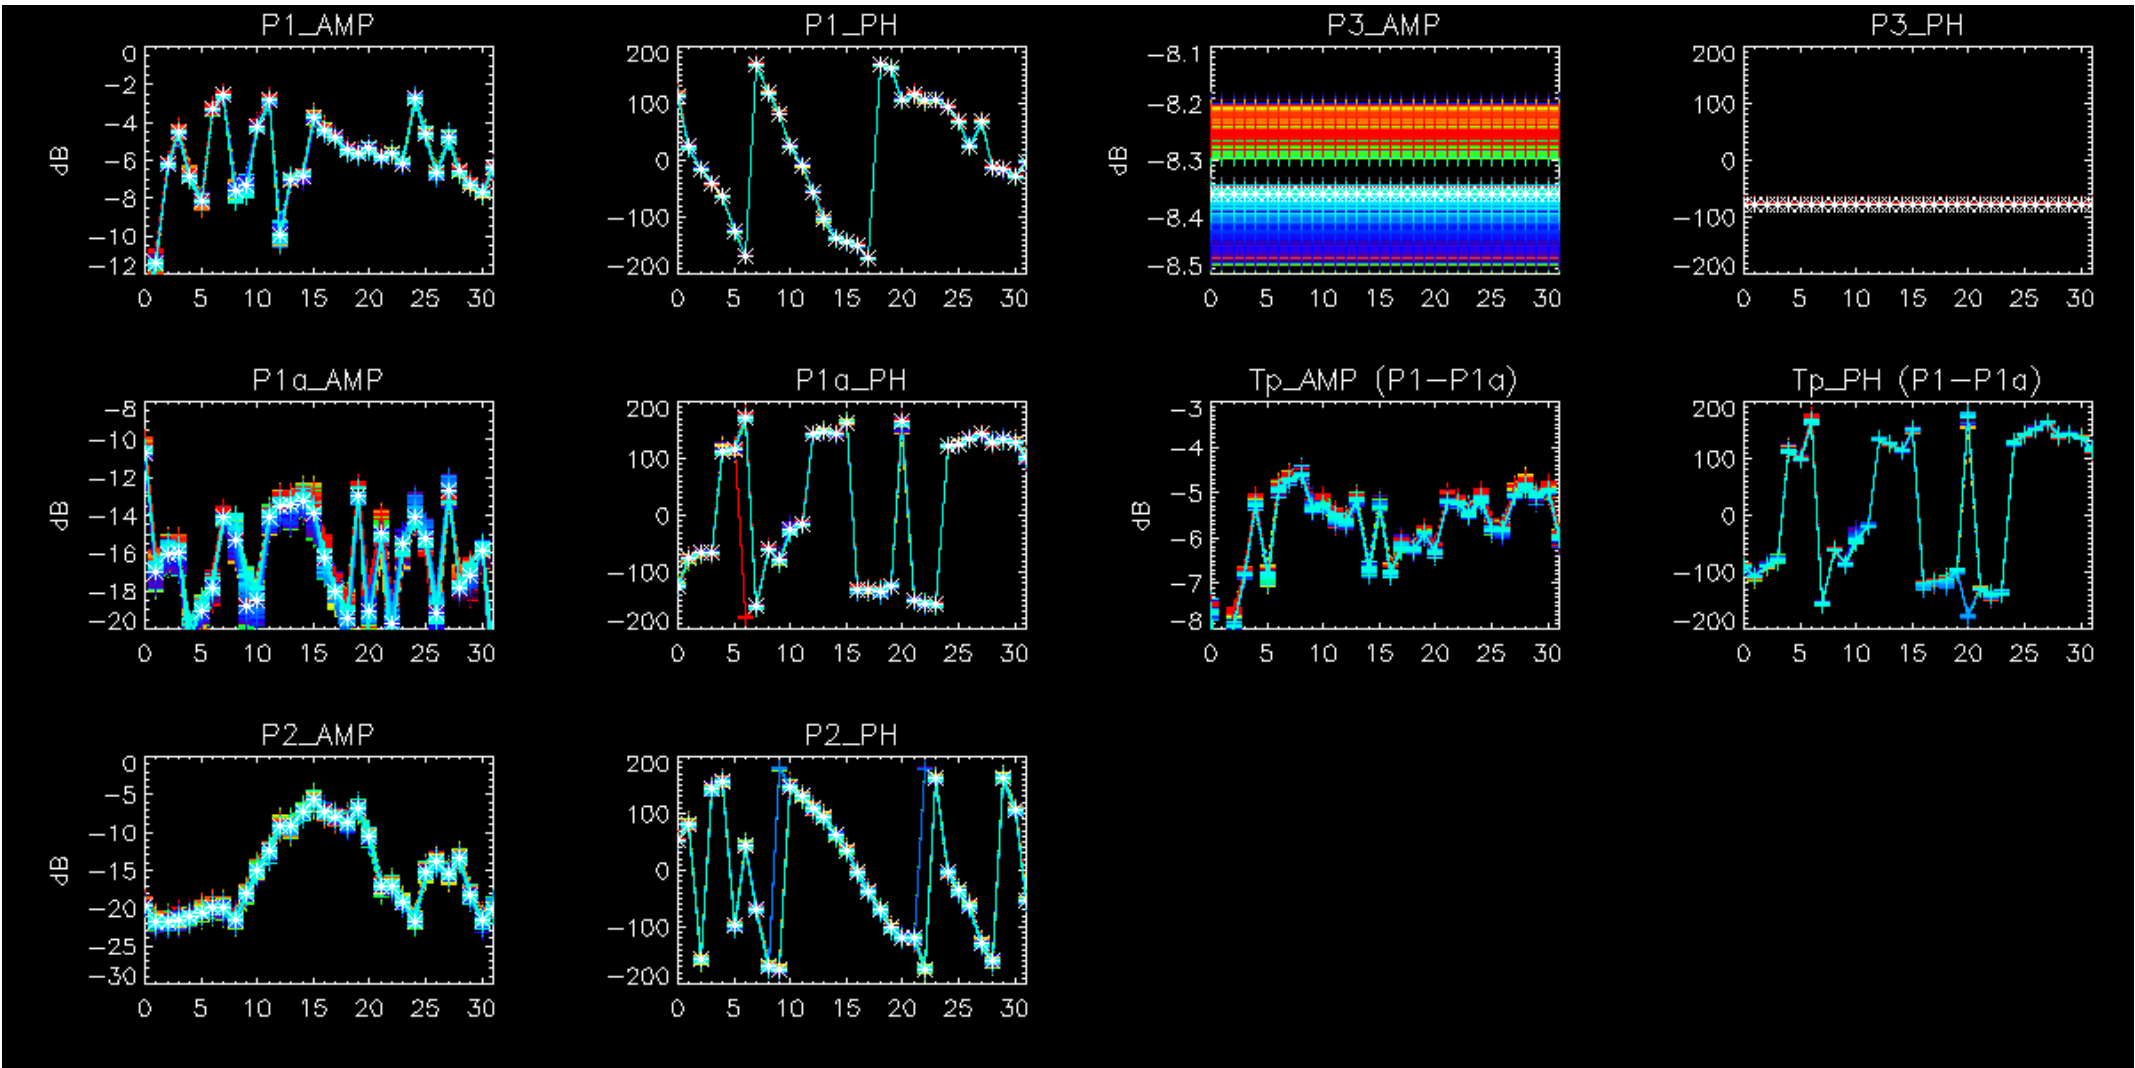 P1_AMP
P1_PH
P3_AMP
P3_PH
dB
0
−2
−4
−6
−8
−10
−12
0 5 10 15 20 25 30
200
100
0
−100
−200
0 5 10 15 20 25 30
dB
−8.1
−8.2
−8.3
−8.4
−8.5
0 5 10 15 20 25 30
200
100
0
−100
−200
0 5 10 15 20 25 30
P1a_AMP
P1a_PH
Tp_AMP (P1−P1a)
Tp_PH (P1−P1a)
dB
−8
−10
−12
−14
−16
−18
−20
0 5 10 15 20 25 30
200
100
0
−100
−200
0 5 10 15 20 25 30
dB
−3
−4
−5
−6
−7
−8
0 5 10 15 20 25 30
200
100
0
−100
−200
0 5 10 15 20 25 30
P2_AMP
P2_PH
dB
0
−5
−10
−15
−20
−25
−30
0 5 10 15 20 25 30
200
100
0
−100
−200
0 5 10 15 20 25 30